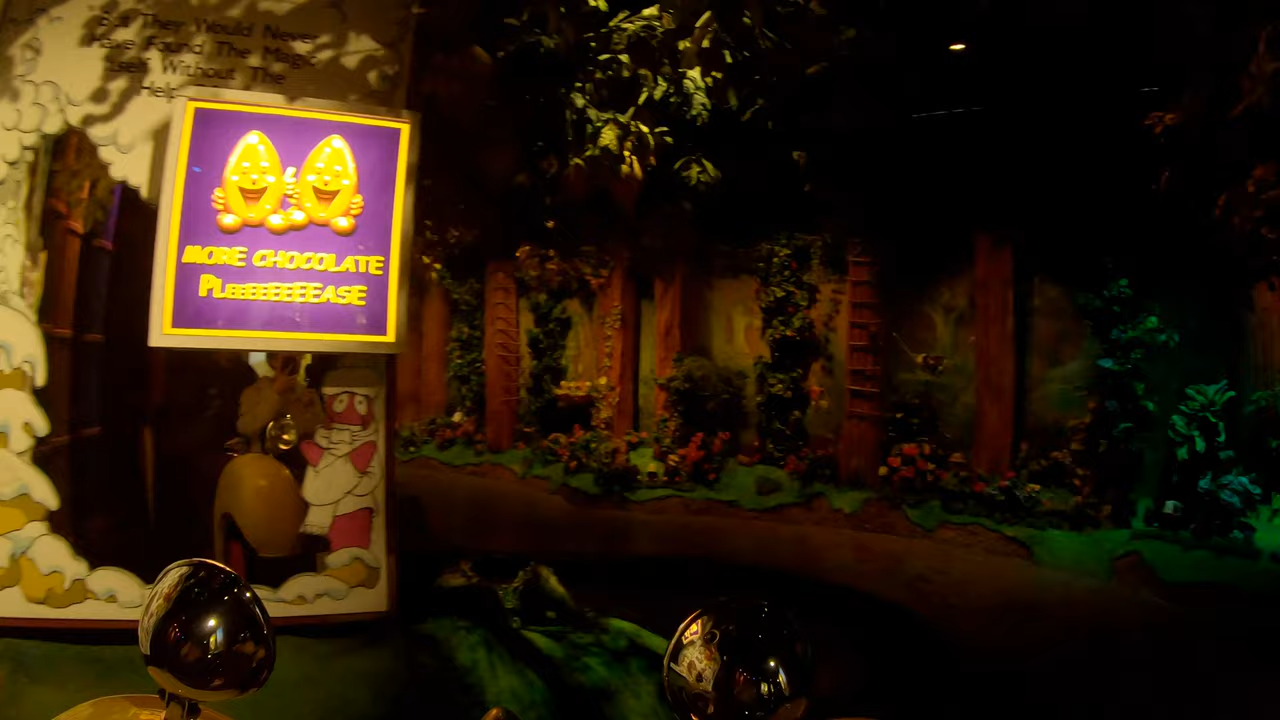 But They Would Never
Have Found The Magic
Without The
MORE CHOCOLATE
PLEEEEEEEASE